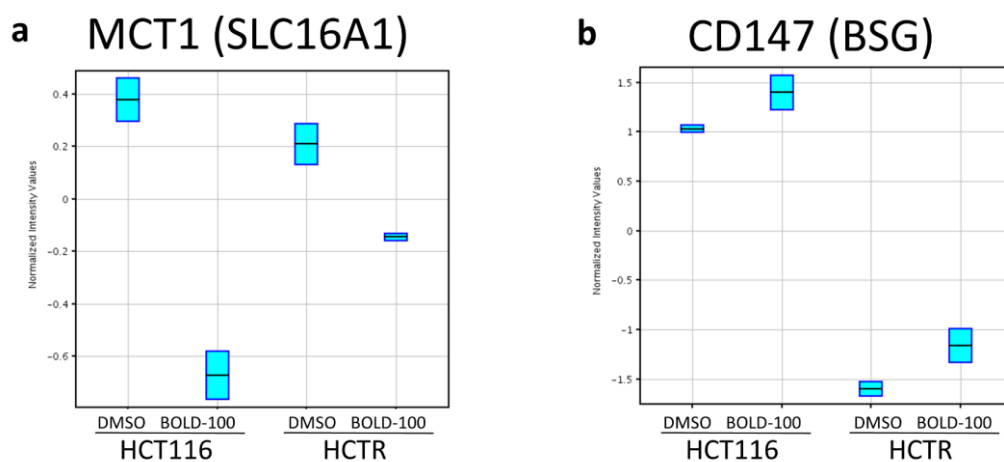 a MCT1 (SLC16A1)
Normalized Intensity Values
0.4
0.2
0
−0.2
−0.4
−0.6
DMSO BOLD-100 DMSO BOLD-100
HCT116 HCTR
b CD147 (BSG)
Normalized Intensity Values
1.5
1
0.5
0
−0.5
−1
−1.5
DMSO BOLD-100 DMSO BOLD-100
HCT116 HCTR